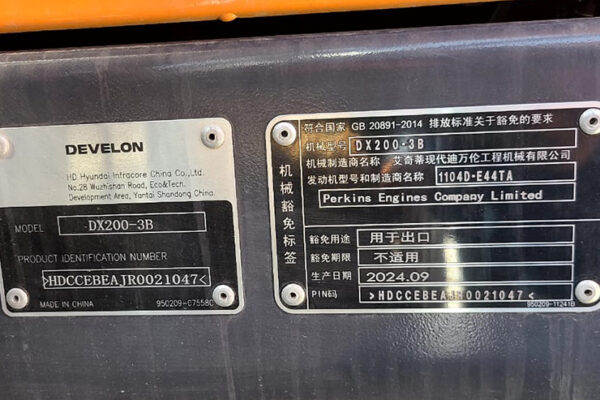 DEVELON
HD Hyundai Infracore China Co.,Ltd.
No.28 Wuzhishan Road, Eco&Tech.
Development Area, Yantai Shandong China.
MODEL DX200-3B
PRODUCT IDENTIFICATION NUMBER
>HDCCEBEAJR0021047<
MADE IN CHINA 950209-07558C
机械豁免标签
符合国家 GB 20891-2014 排放标准关于豁免的要求
机械型号 DX200-3B
机械制造商名称 艾奇蒂现代迪万伦工程机械有限公司
发动机型号和制造商名称 1104D-E44TA
Perkins Engines Company Limited
豁免用途 用于出口
豁免期限 不适用
生产日期 2024.09
PIN码 >HDCCEBEAJR0021047<
950209-11241B